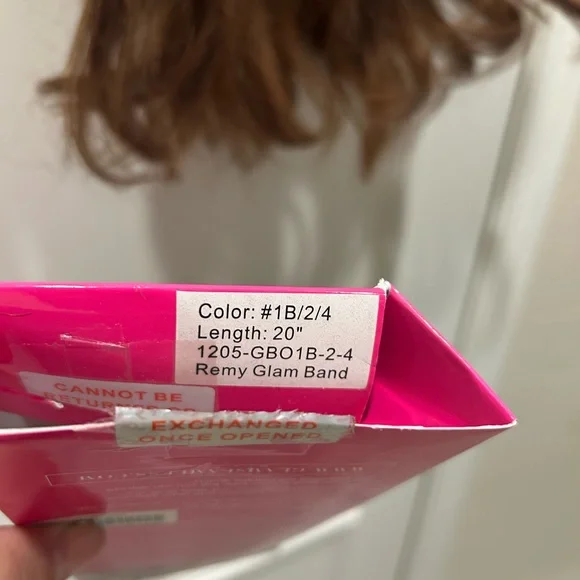 Color: #1B/2/4
Length: 20"
1205-GBO1B-2-4
Remy Glam Band
CANNOT BE
EXCHANGED
ONCE OPENED